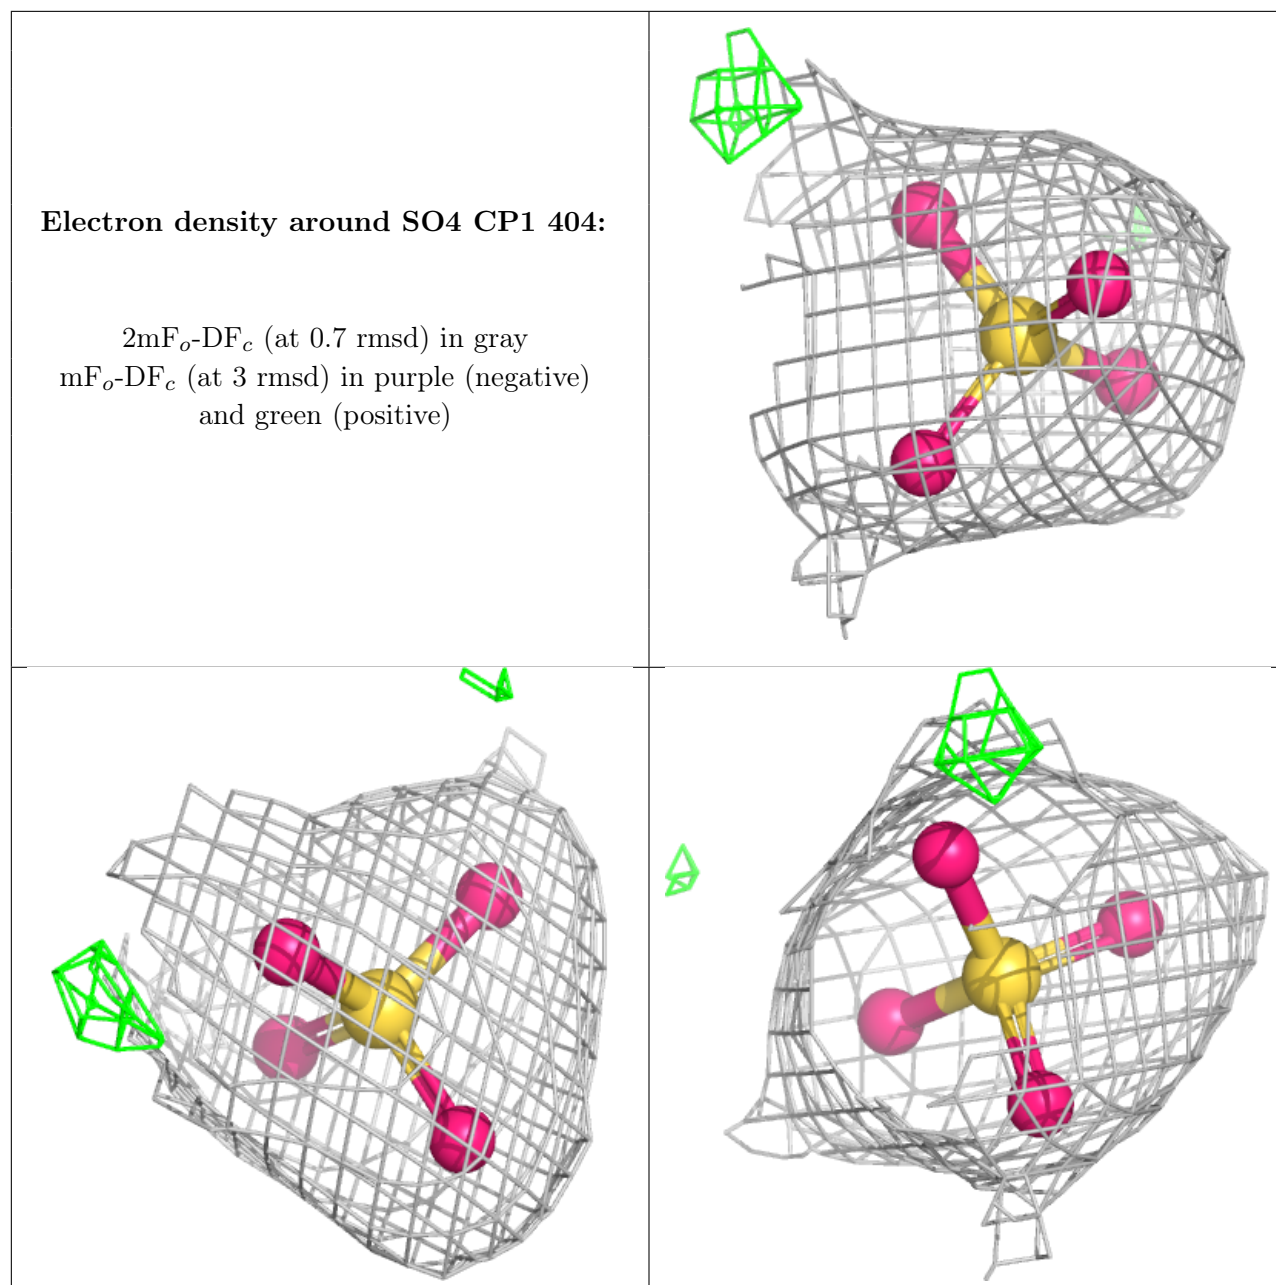 Electron density around SO4 CP1 404:
2mFo-DFc (at 0.7 rmsd) in gray
mFo-DFc (at 3 rmsd) in purple (negative)
and green (positive)